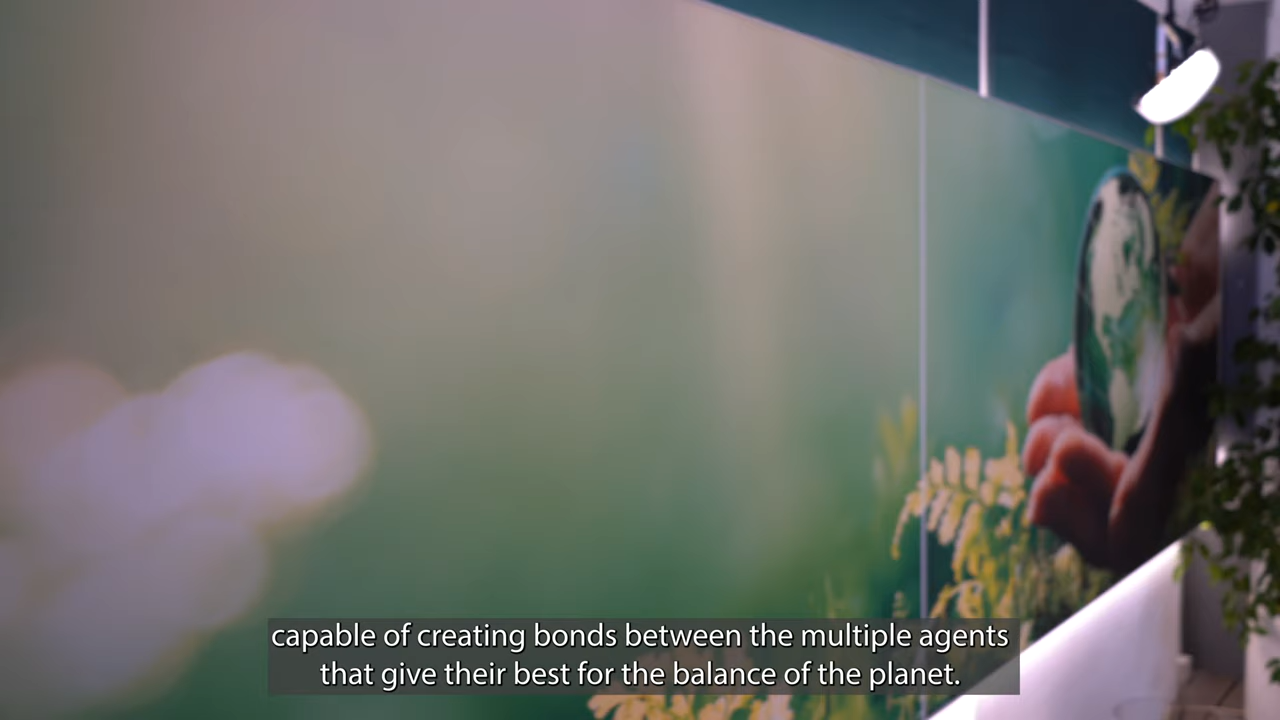 capable of creating bonds between the multiple agents
that give their best for the balance of the planet.